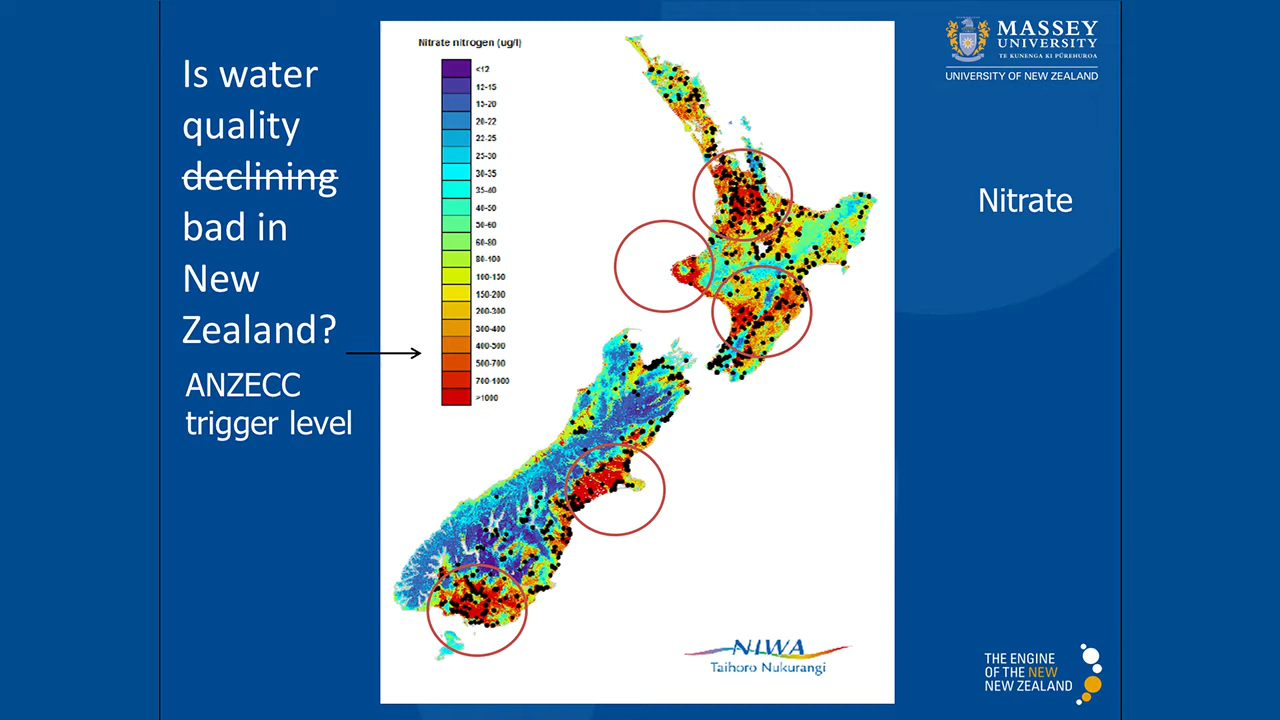 Is water
quality
declining
bad in
New
Zealand?
ANZECC
trigger level
Nitrate nitrogen (ug/l)
<12
12-15
15-20
20-22
22-25
25-30
30-35
35-40
40-50
50-60
60-80
80-100
100-150
150-200
200-300
300-400
400-500
500-700
700-1000
>1000
NIWA
Taihoro Nukurangi
MASSEY
UNIVERSITY
TE KUNENGA KI PŪREHUROA
UNIVERSITY OF NEW ZEALAND
Nitrate
THE ENGINE
OF THE NEW
NEW ZEALAND